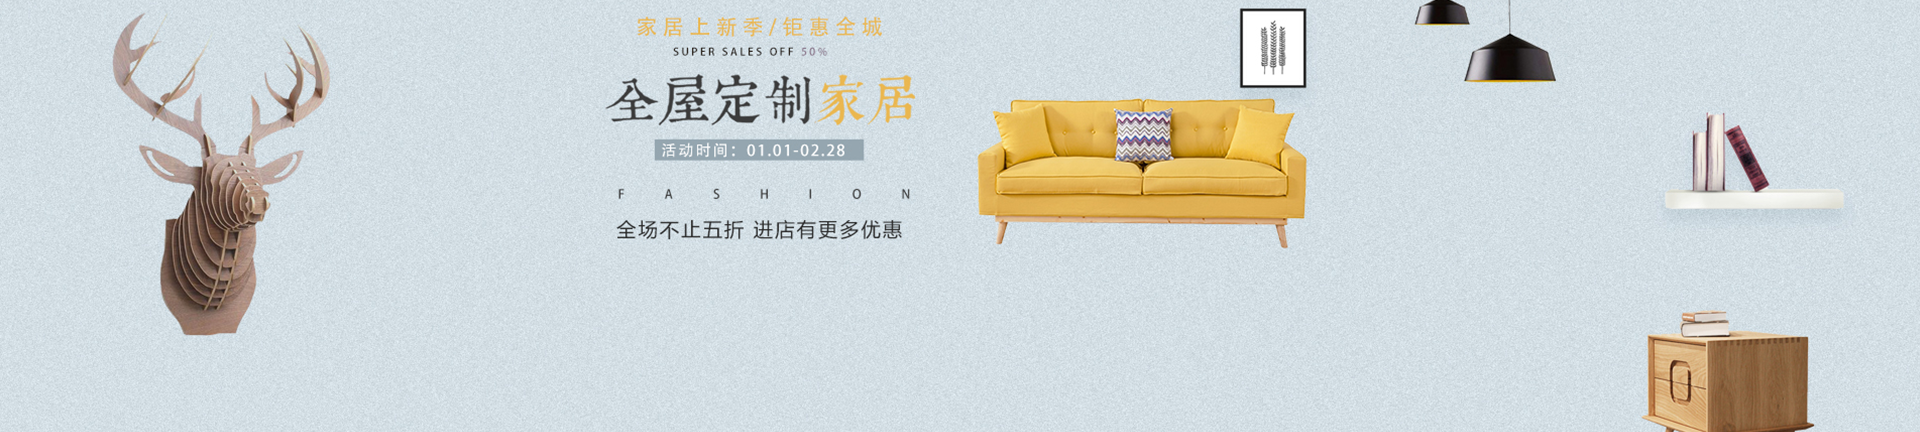 家居上新季/钜惠全城
SUPER SALES OFF 50%
全屋定制家居
活动时间：01.01-02.28
FASHION
全场不止五折 进店有更多优惠